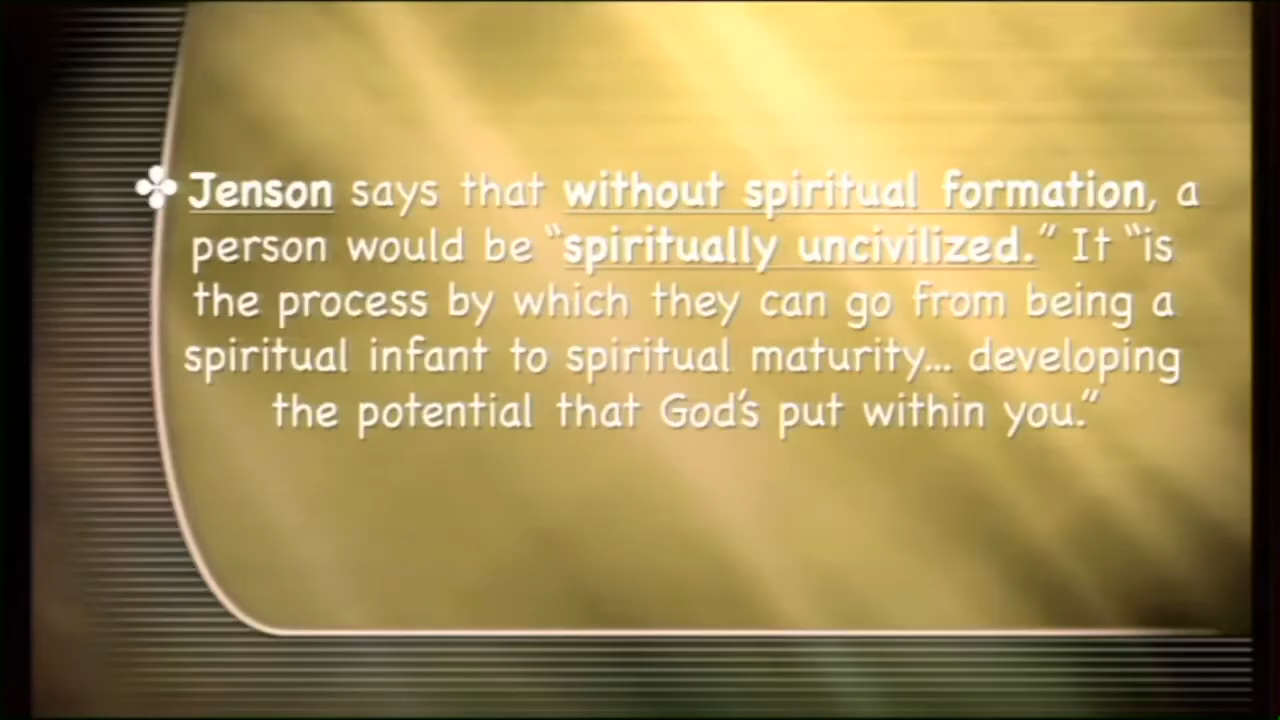 ✤ Jenson says that without spiritual formation, a
person would be “spiritually uncivilized.” It “is
the process by which they can go from being a
spiritual infant to spiritual maturity... developing
the potential that God’s put within you.”